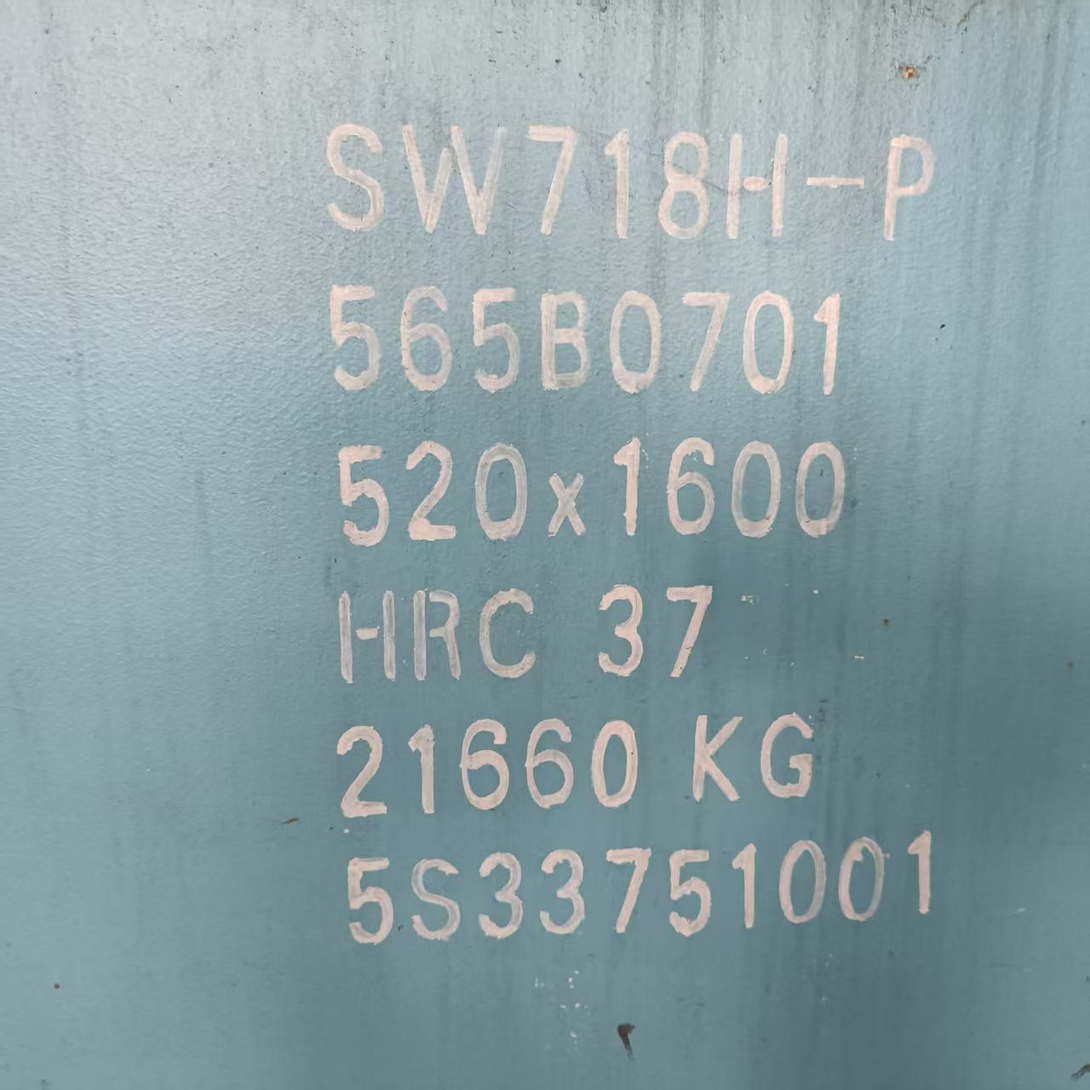 SW718H-P
565B0701
520x1600
HRC 37
21660 KG
5S33751001